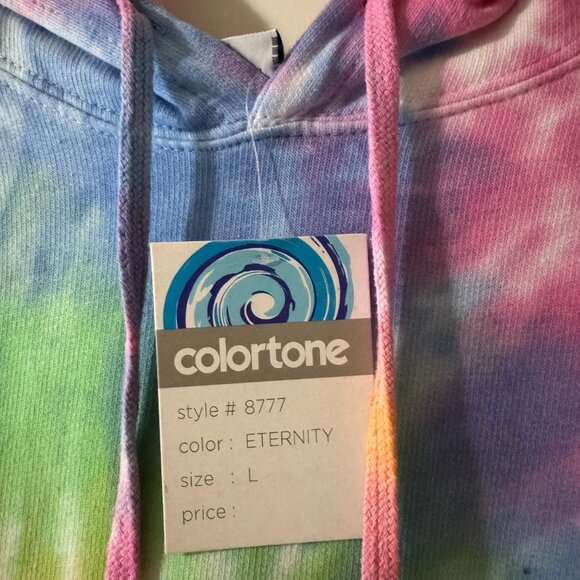 colortone
style # 8777
color : ETERNITY
size : L
price :